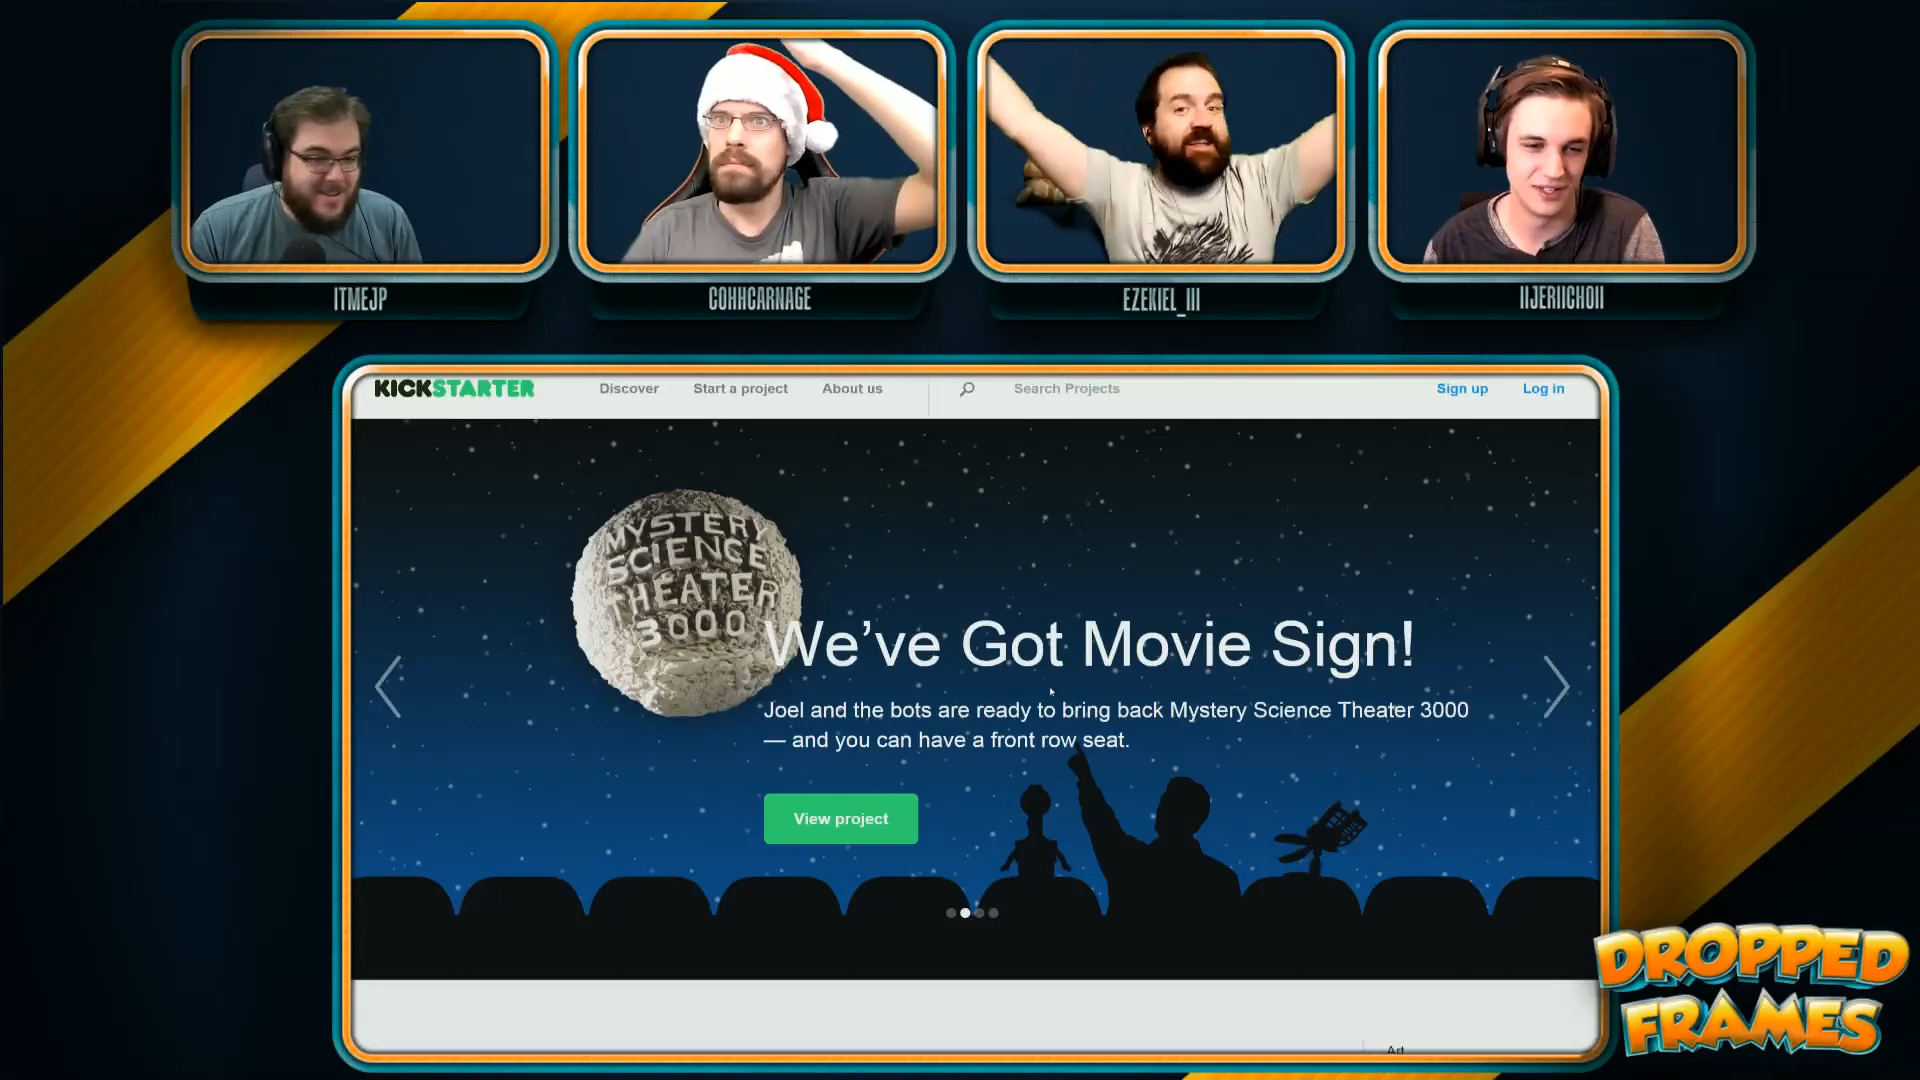 ITMEJP
COHHCARNAGE
EZEKIEL_III
IIJERIICHOII
KICKSTARTER
Discover
Start a project
About us
Search Projects
Sign up
Log in
MYSTERY
SCIENCE
THEATER
3000
We've Got Movie Sign!
Joel and the bots are ready to bring back Mystery Science Theater 3000
— and you can have a front row seat.
View project
Art
DROPPED
FRAMES